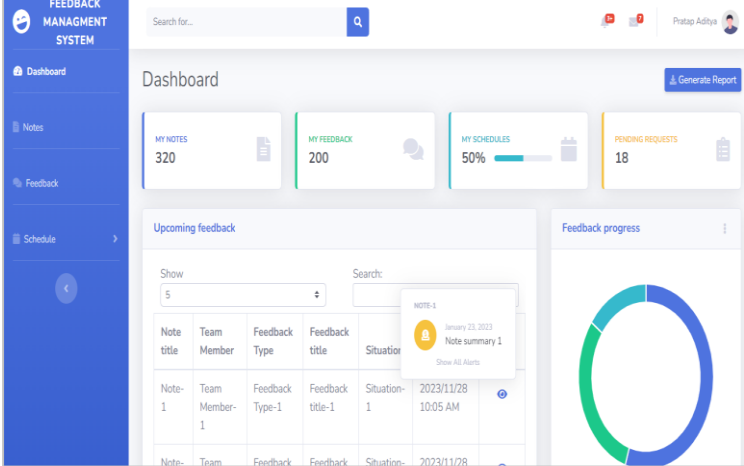 FEEDBACK
MANAGMENT
SYSTEM
Dashboard
Notes
Feedback
Schedule
Search for...
3+
7
Pratap Aditya
Dashboard
Generate Report
MY NOTES
320
MY FEEDBACK
200
MY SCHEDULES
50%
PENDING REQUESTS
18
Upcoming feedback
Show
5
Search:
NOTE-1
January 23, 2023
Note summary 1
Show All Alerts
Note title
Team Member
Feedback Type
Feedback title
Situation
Note-1
Team Member-1
Feedback Type-1
Feedback title-1
Situation-1
2023/11/28 10:05 AM
Note-
Team
Feedback
Feedback
Situation-
2023/11/28
Feedback progress